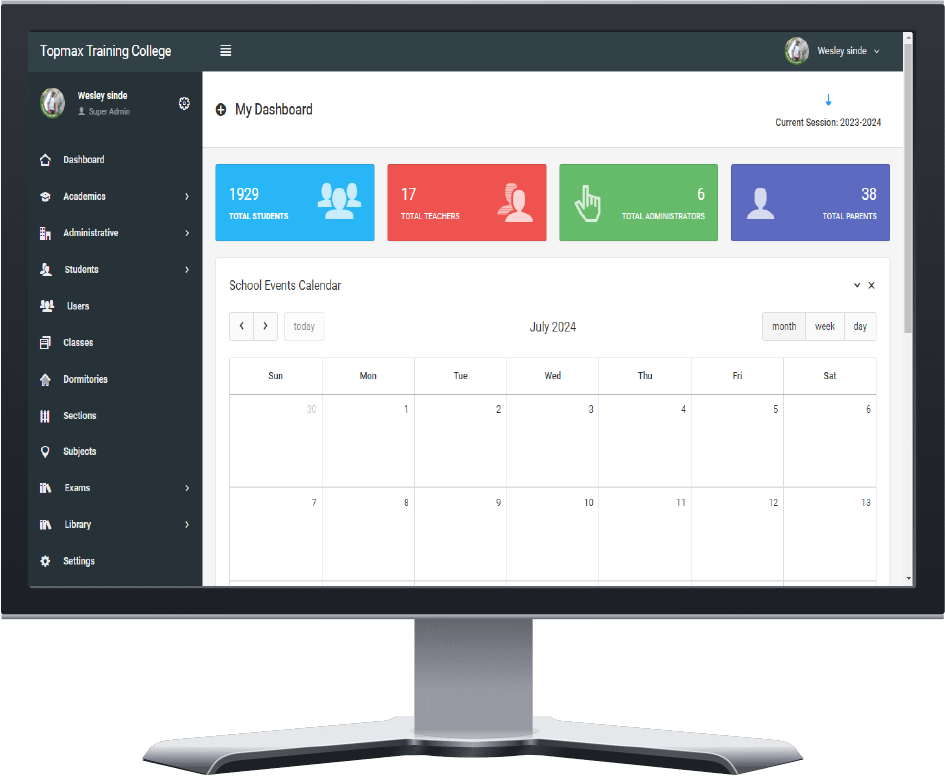 Topmax Training College
Wesley sinde
Wesley sinde
Super Admin
Dashboard
Academics
Administrative
Students
Users
Classes
Dormitories
Sections
Subjects
Exams
Library
Settings
My Dashboard
Current Session: 2023-2024
1929
TOTAL STUDENTS
17
TOTAL TEACHERS
6
TOTAL ADMINISTRATORS
38
TOTAL PARENTS
School Events Calendar
today
July 2024
month week day
Sun Mon Tue Wed Thu Fri Sat
30 1 2 3 4 5 6
7 8 9 10 11 12 13